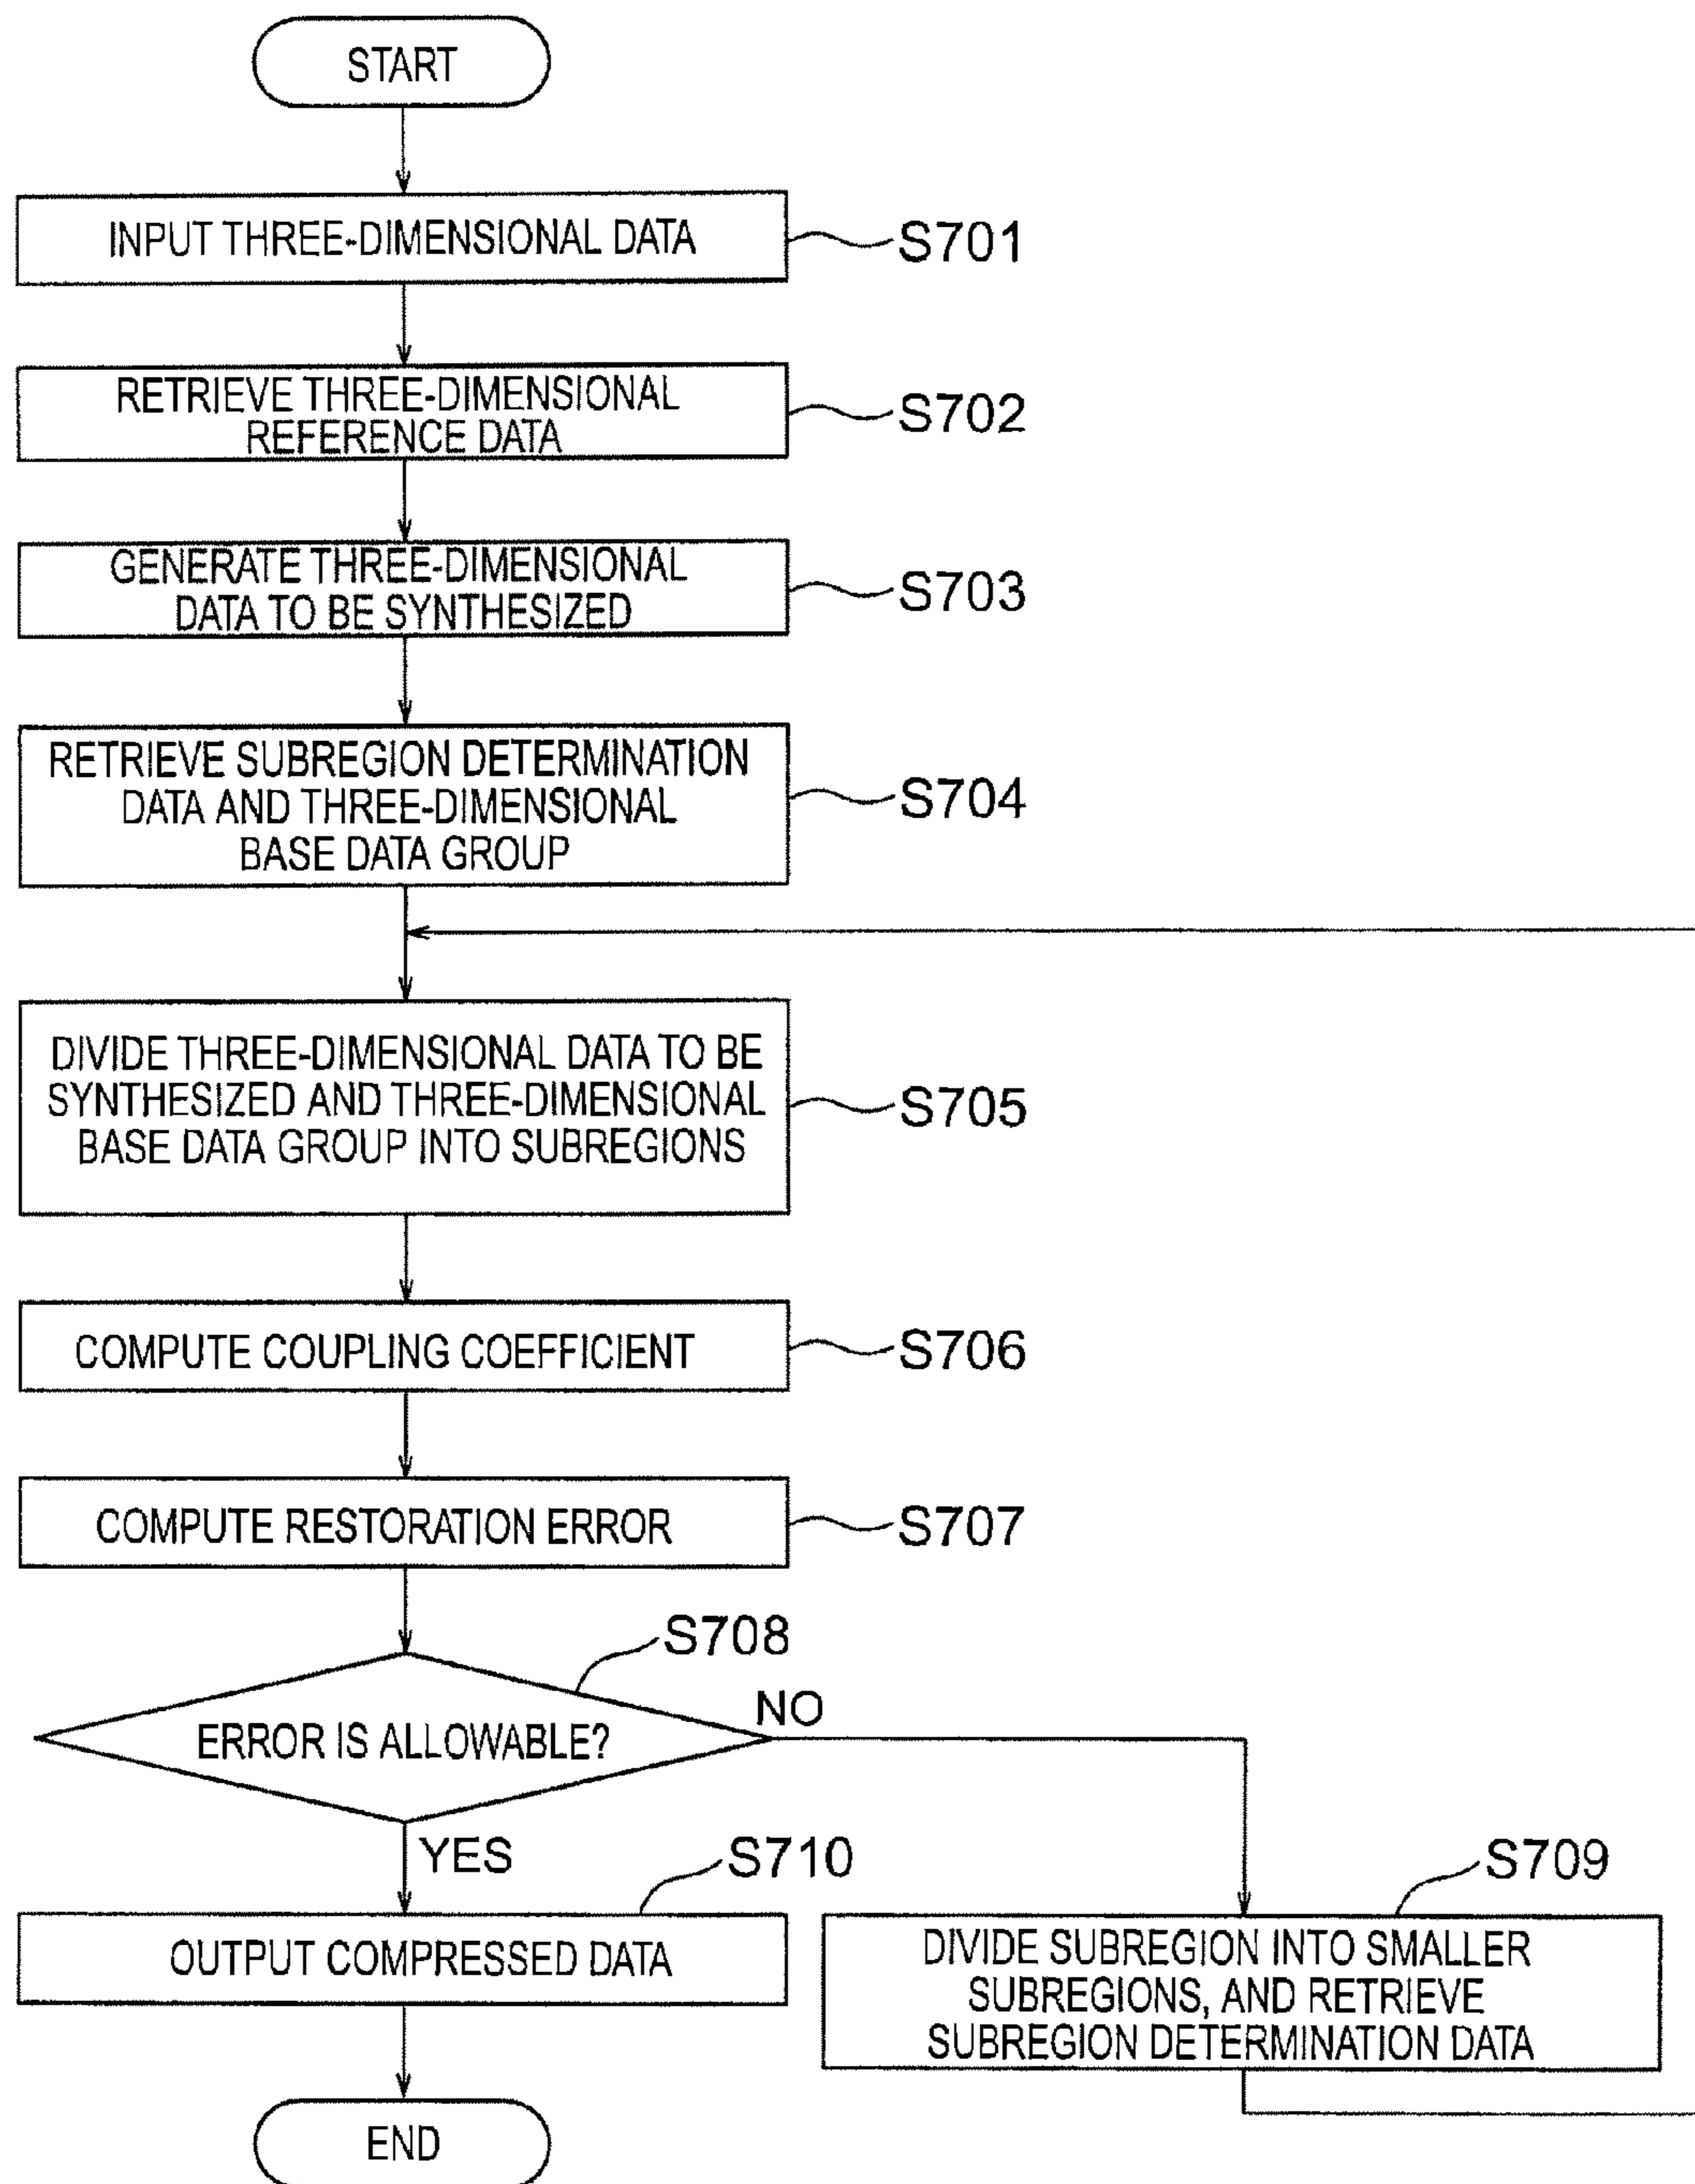 START
INPUT THREE-DIMENSIONAL DATA
S701
RETRIEVE THREE-DIMENSIONAL
REFERENCE DATA
S702
GENERATE THREE-DIMENSIONAL
DATA TO BE SYNTHESIZED
S703
RETRIEVE SUBREGION DETERMINATION
DATA AND THREE-DIMENSIONAL
BASE DATA GROUP
S704
DIVIDE THREE-DIMENSIONAL DATA TO BE
SYNTHESIZED AND THREE-DIMENSIONAL
BASE DATA GROUP INTO SUBREGIONS
S705
COMPUTE COUPLING COEFFICIENT
S706
COMPUTE RESTORATION ERROR
S707
S708
ERROR IS ALLOWABLE?
NO
YES
S710
OUTPUT COMPRESSED DATA
S709
DIVIDE SUBREGION INTO SMALLER
SUBREGIONS, AND RETRIEVE
SUBREGION DETERMINATION DATA
END